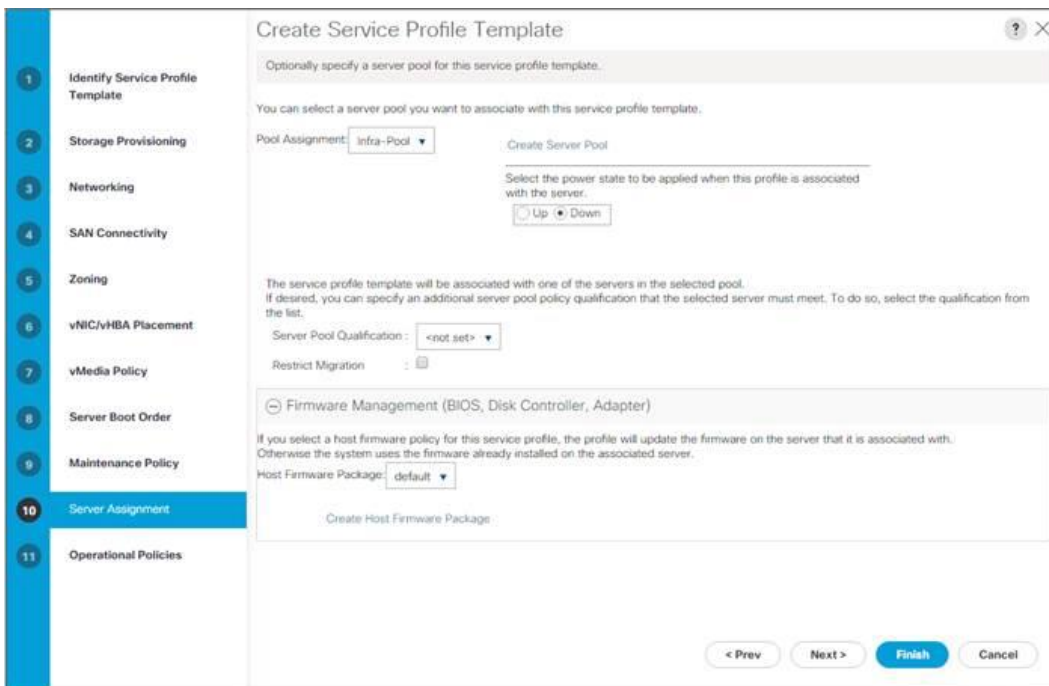 Create Service Profile Template
? ×
Optionally specify a server pool for this service profile template.
1 Identify Service Profile
Template
2 Storage Provisioning
3 Networking
4 SAN Connectivity
5 Zoning
6 vNIC/vHBA Placement
7 vMedia Policy
8 Server Boot Order
9 Maintenance Policy
10 Server Assignment
11 Operational Policies
You can select a server pool you want to associate with this service profile template.
Pool Assignment: Infra-Pool ▼
Create Server Pool
Select the power state to be applied when this profile is associated
with the server.
Up Down
The service profile template will be associated with one of the servers in the selected pool.
If desired, you can specify an additional server pool policy qualification that the selected server must meet. To do so, select the qualification from
the list.
Server Pool Qualification : <not set> ▼
Restrict Migration :
Firmware Management (BIOS, Disk Controller, Adapter)
If you select a host firmware policy for this service profile, the profile will update the firmware on the server that it is associated with.
Otherwise the system uses the firmware already installed on the associated server.
Host Firmware Package: default ▼
Create Host Firmware Package
< Prev Next > Finish Cancel